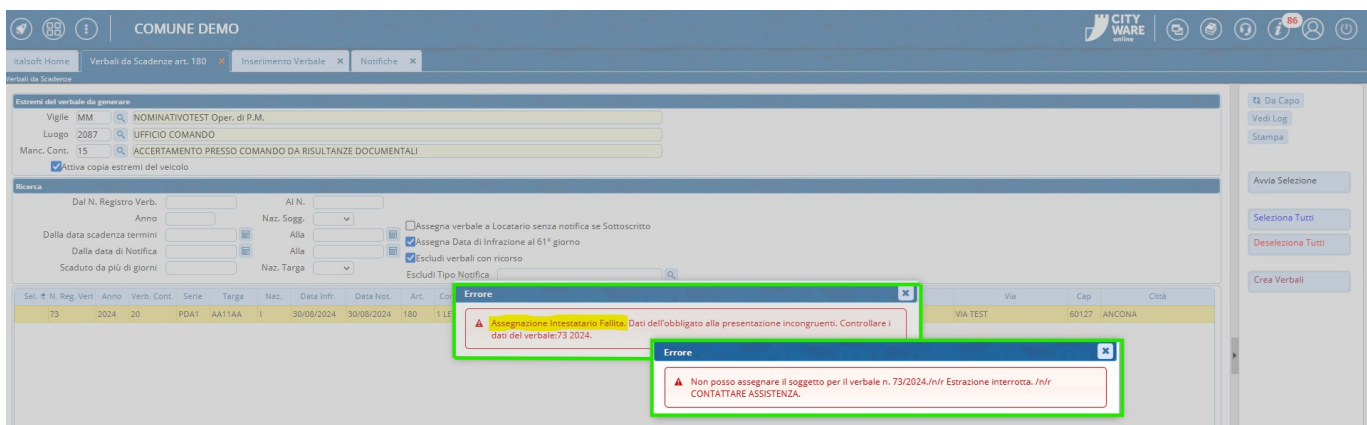 COMUNE DEMO
CITY
WARE
online
86
italsoft Home Verbali da Scadenze art. 180 × Inserimento Verbale × Notifiche ×
Verbali da Scadenze
Estremi del verbale da generare
Vigile MM NOMINATIVOTEST Oper. di P.M.
Luogo 2087 UFFICIO COMANDO
Manc. Cont. 15 ACCERTAMENTO PRESSO COMANDO DA RISULTANZE DOCUMENTALI
Attiva copia estremi del veicolo
Da Capo
Vedi Log
Stampa
Avvia Selezione
Seleziona Tutti
Deseleziona Tutti
Crea Verbali
Ricerca
Dal N. Registro Verb. Al N.
Anno Naz. Sogg.
Dalla data scadenza termini Alla
Dalla data di Notifica Alla
Scaduto da più di giorni Naz. Targa
Assegna verbale a Locatario senza notifica se Sottoscritto
Assegna Data di Infrazione al 61° giorno
Escludi verbali con ricorso
Escludi Tipo Notifica
Sel. N. Reg. Vert Anno Verb. Cont. Serie Targa Naz. Data Infr. Data Not. Art. Via Cap Città
73 2024 20 PDA1 AA11AA I 30/08/2024 30/08/2024 180 1 LE VIA TEST 60127 ANCONA
Errore
Assegnazione Intestatario Fallita. Dati dell'obbligato alla presentazione incongruenti. Controllare i
dati del verbale:73 2024.
Errore
Non posso assegnare il soggetto per il verbale n. 73/2024./n/r Estrazione interrotta. /n/r
CONTATTARE ASSISTENZA.